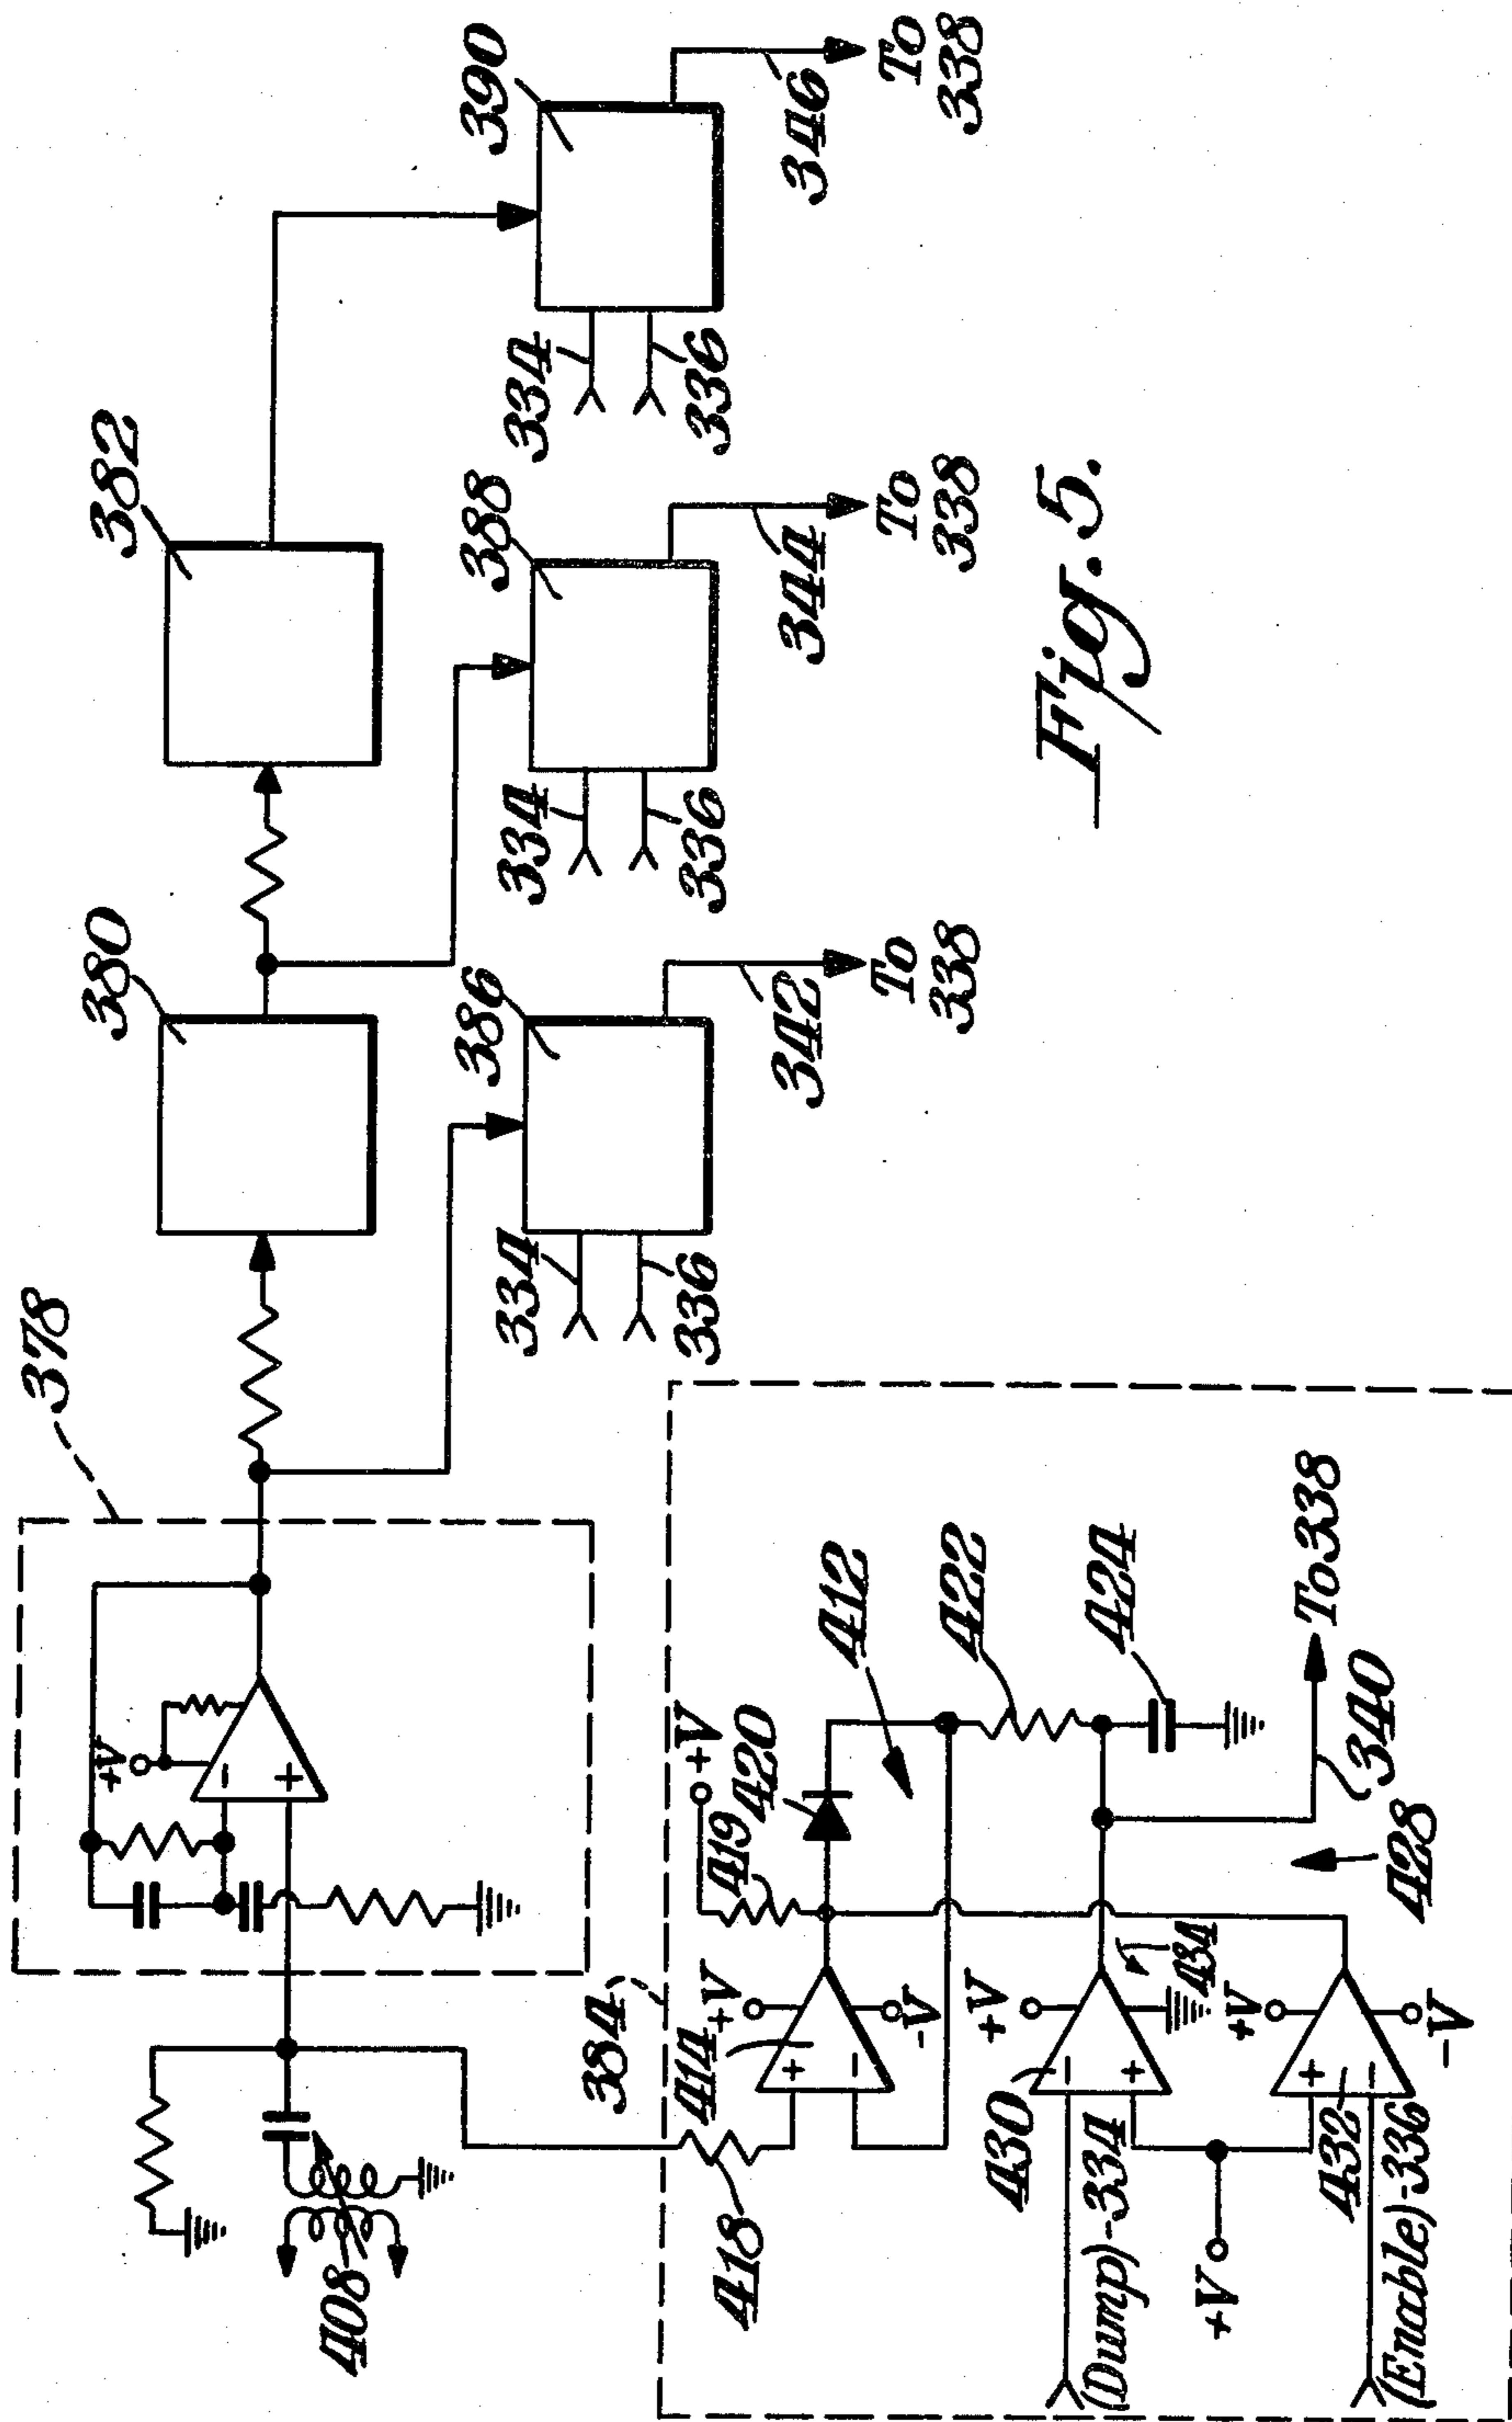 378
380
382
390
388
386
334
336
334
336
334
336
346
To
338
344
To
338
342
To
338
+V
−
+
408
384
418
414
+V
+
−
-V
419
+V
420
412
422
424
430
+V
−
+
434
(Dump)-334
+V
432
+V
+
−
-V
(Enable)-336
428
340
To 338
Fig. 5.